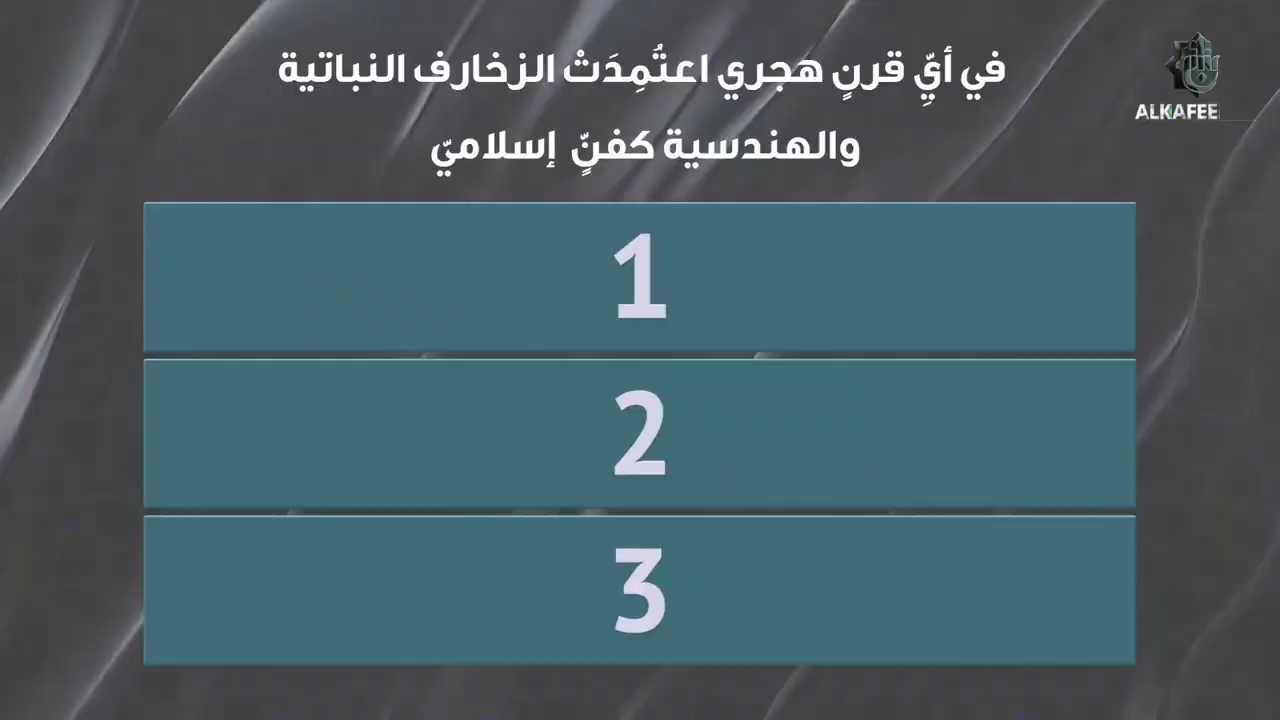 في أيِّ قرنٍ هجري اعتُمِدَتْ الزخارف النباتية
والهندسية كفنٍّ إسلاميّ
ALKAFEEL
1
2
3